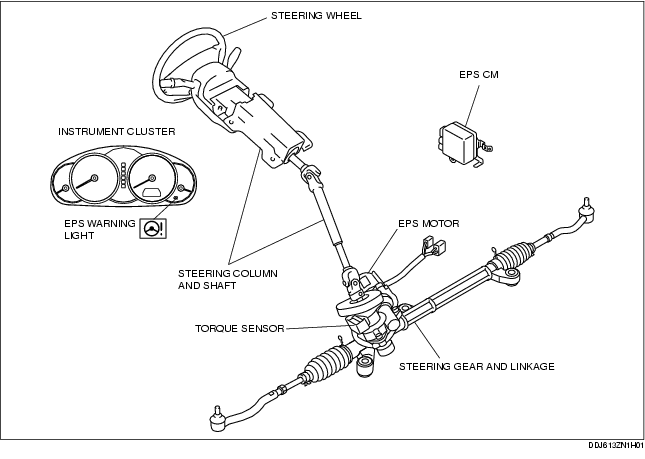 STEERING WHEEL
EPS CM
INSTRUMENT CLUSTER
EPS WARNING
LIGHT
!
EPS MOTOR
STEERING COLUMN
AND SHAFT
TORQUE SENSOR
STEERING GEAR AND LINKAGE
DDJ613ZN1H01